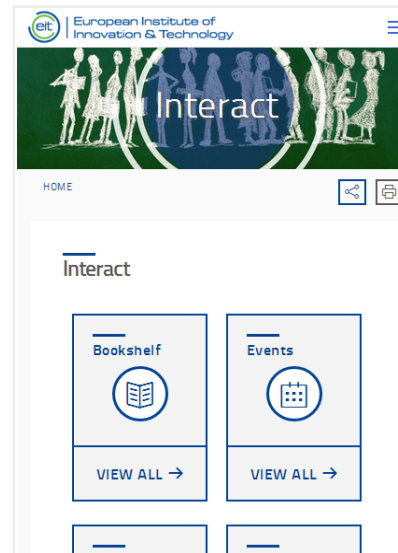 eit
European Institute of
Innovation & Technology
Interact
HOME
Interact
Bookshelf
Events
VIEW ALL →
VIEW ALL →